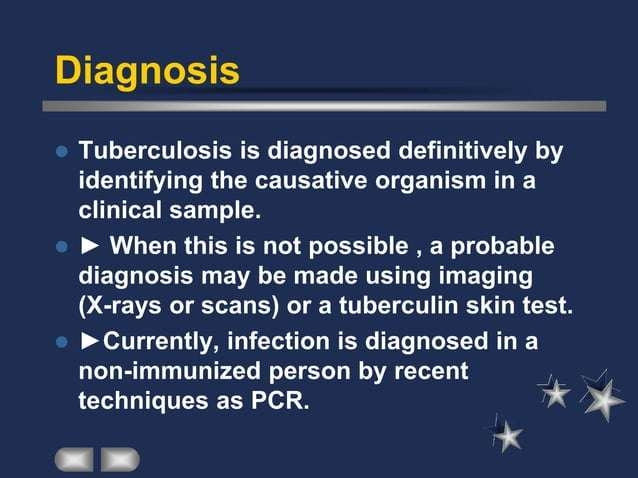 Diagnosis
Tuberculosis is diagnosed definitively by
identifying the causative organism in a
clinical sample.
► When this is not possible , a probable
diagnosis may be made using imaging
(X-rays or scans) or a tuberculin skin test.
►Currently, infection is diagnosed in a
non-immunized person by recent
techniques as PCR.